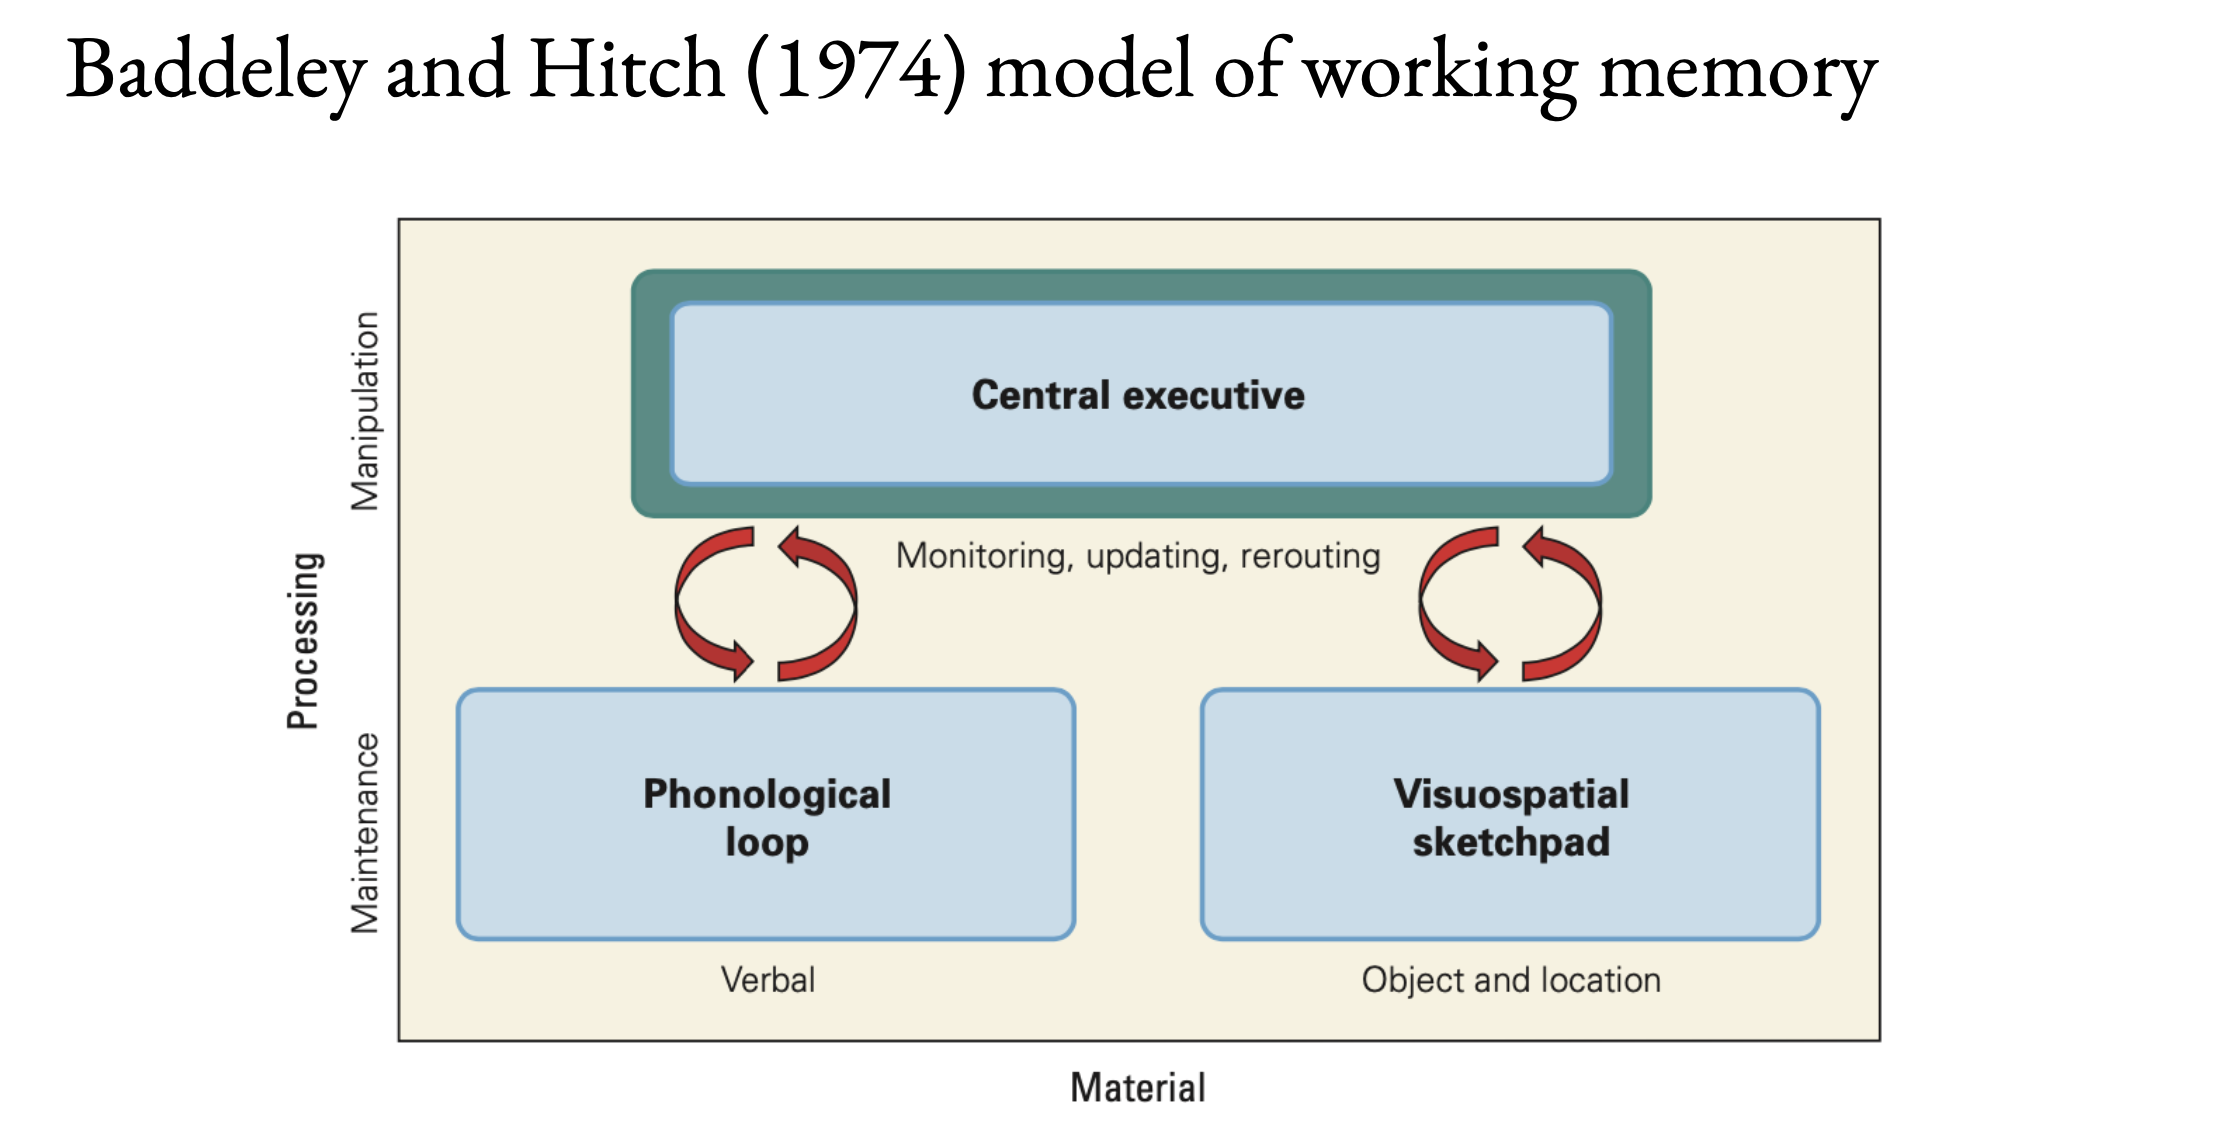 Baddeley and Hitch (1974) model of working memory
Processing
Manipulation
Central executive
Monitoring, updating, rerouting
Maintenance
Phonological
loop
Visuospatial
sketchpad
Verbal
Object and location
Material